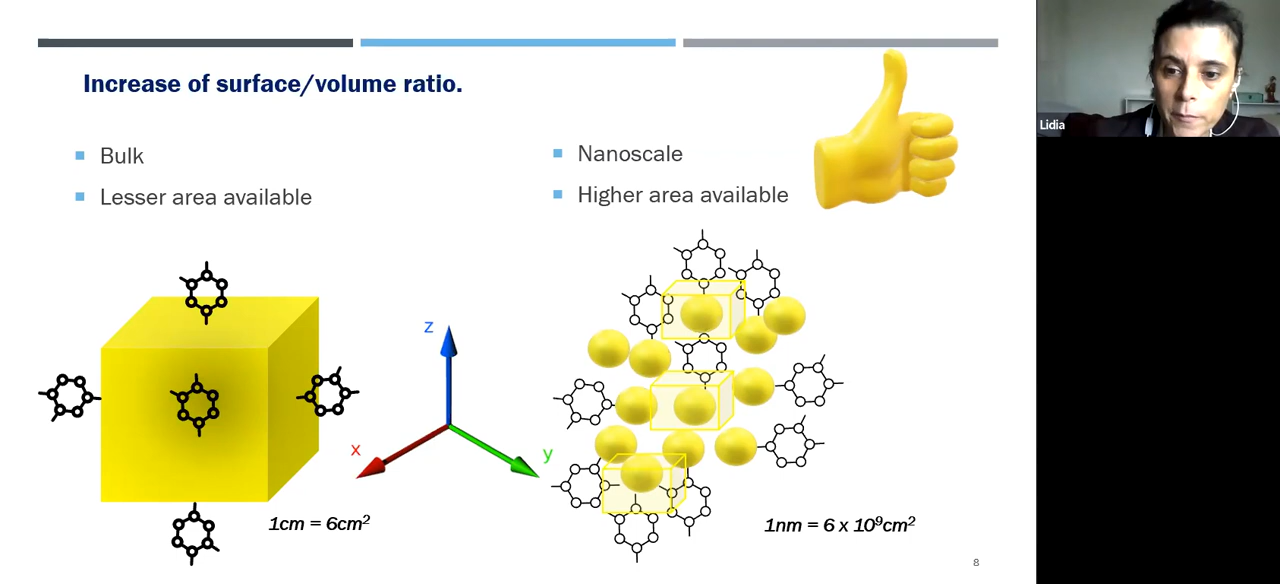 Increase of surface/volume ratio.
Bulk
Lesser area available
Nanoscale
Higher area available
z
x
y
1cm = 6cm²
1nm = 6 x 10⁹cm²
8
Lidia